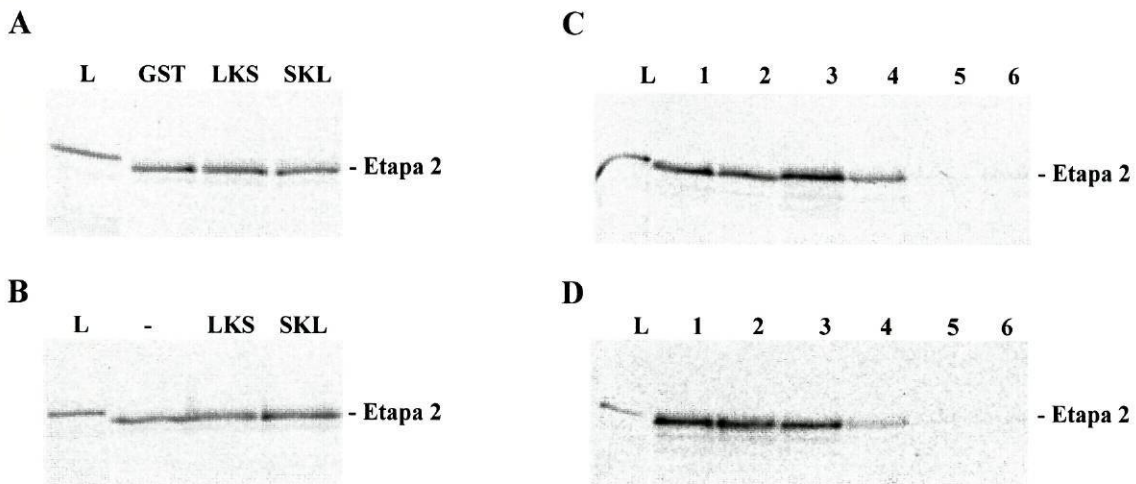 A
L GST LKS SKL
- Etapa 2
B
L - LKS SKL
- Etapa 2
C
L 1 2 3 4 5 6
- Etapa 2
D
L 1 2 3 4 5 6
- Etapa 2